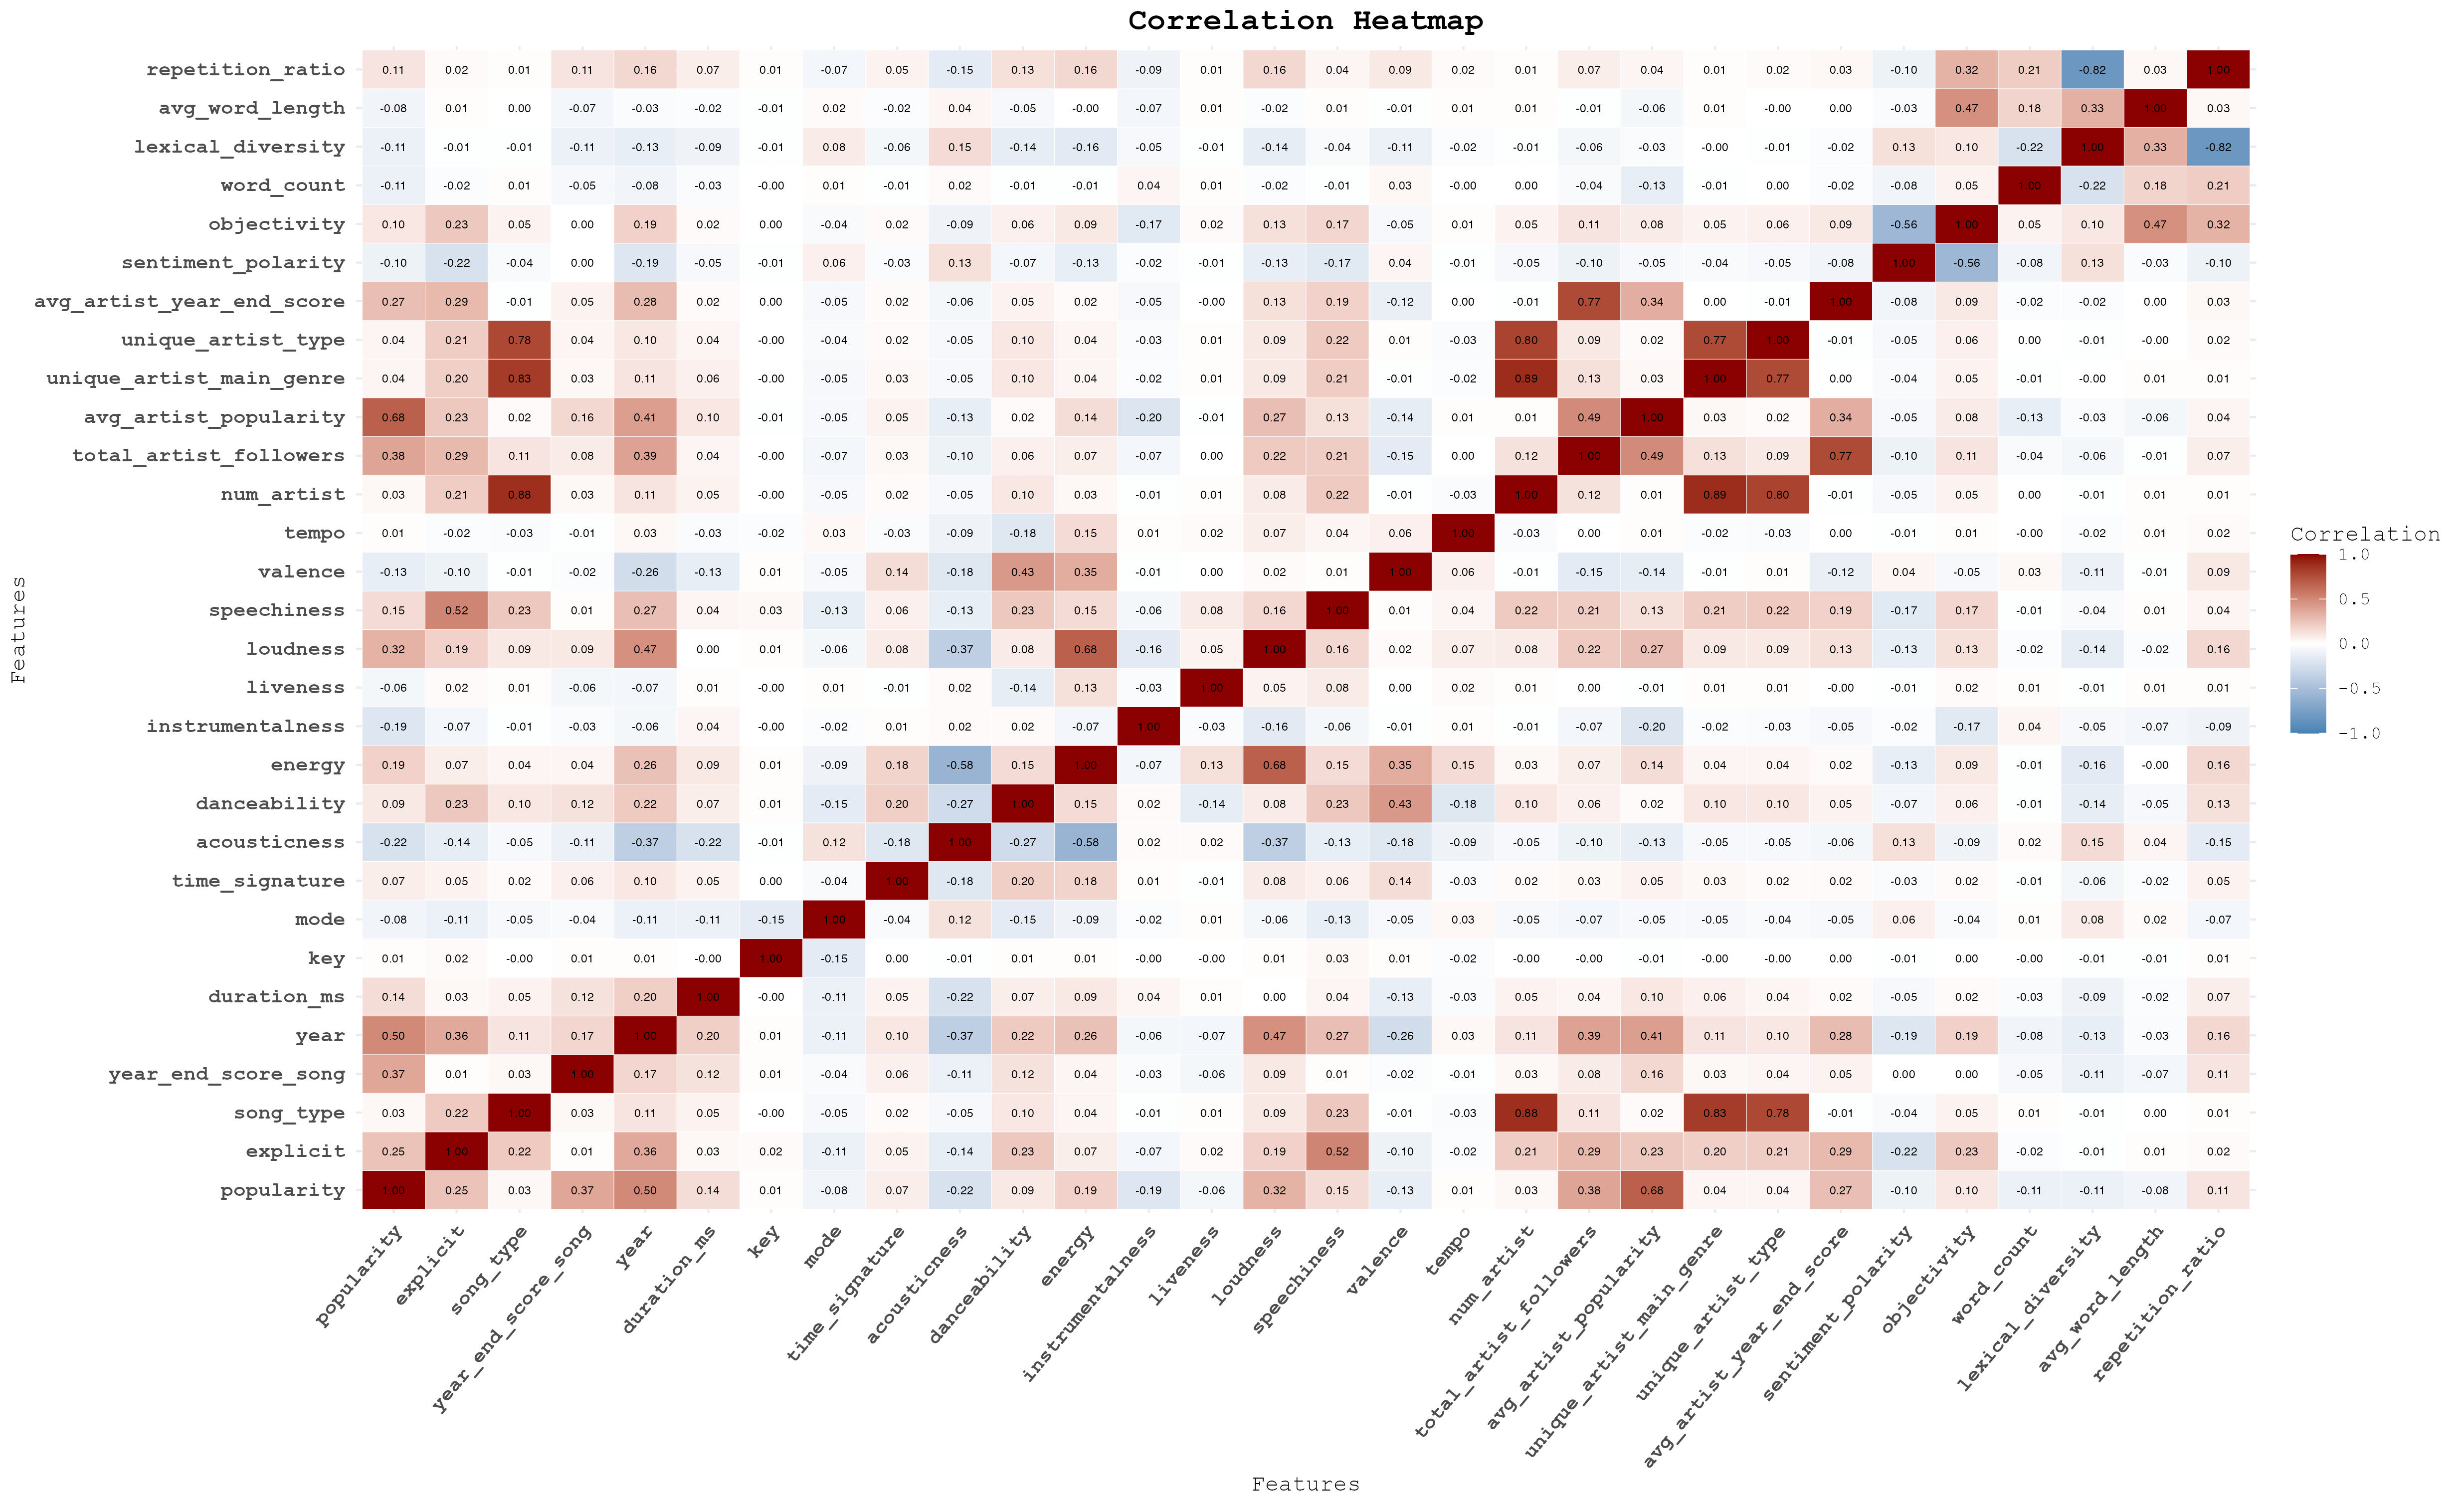 Correlation Heatmap
Features
repetition_ratio 0.11 0.02 0.01 0.11 0.16 0.07 0.01 -0.07 0.05 -0.15 0.13 0.16 -0.09 0.01 0.16 0.04 0.09 0.02 0.01 0.07 0.04 0.01 0.02 0.03 -0.10 0.32 0.21 -0.82 0.03 1.00
avg_word_length -0.08 0.01 0.00 -0.07 -0.03 -0.02 -0.01 0.02 -0.02 0.04 -0.05 -0.00 -0.07 0.01 -0.02 0.01 -0.01 0.01 0.01 -0.01 -0.06 0.01 -0.00 0.00 -0.03 0.47 0.18 0.33 1.00 0.03
lexical_diversity -0.11 -0.01 -0.01 -0.11 -0.13 -0.09 -0.01 0.08 -0.06 0.15 -0.14 -0.16 -0.05 -0.01 -0.14 -0.04 -0.11 -0.02 -0.01 -0.06 -0.03 -0.00 -0.01 -0.02 0.13 0.10 -0.22 1.00 0.33 -0.82
word_count -0.11 -0.02 0.01 -0.05 -0.08 -0.03 -0.00 0.01 -0.01 0.02 -0.01 -0.01 0.04 0.01 -0.02 -0.01 0.03 -0.00 0.00 -0.04 -0.13 -0.01 0.00 -0.02 -0.08 0.05 1.00 -0.22 0.18 0.21
objectivity 0.10 0.23 0.05 0.00 0.19 0.02 0.00 -0.04 0.02 -0.09 0.06 0.09 -0.17 0.02 0.13 0.17 -0.05 0.01 0.05 0.11 0.08 0.05 0.06 0.09 -0.56 1.00 0.05 0.10 0.47 0.32
sentiment_polarity -0.10 -0.22 -0.04 0.00 -0.19 -0.05 -0.01 0.06 -0.03 0.13 -0.07 -0.13 -0.02 -0.01 -0.13 -0.17 0.04 -0.01 -0.05 -0.10 -0.05 -0.04 -0.05 -0.08 1.00 -0.56 -0.08 0.13 -0.03 -0.10
avg_artist_year_end_score 0.27 0.29 -0.01 0.05 0.28 0.02 0.00 -0.05 0.02 -0.06 0.05 0.02 -0.05 -0.00 0.13 0.19 -0.12 0.00 -0.01 0.77 0.34 0.00 -0.01 1.00 -0.08 0.09 -0.02 -0.02 0.00 0.03
unique_artist_type 0.04 0.21 0.78 0.04 0.10 0.04 -0.00 -0.04 0.02 -0.05 0.10 0.04 -0.03 0.01 0.09 0.22 0.01 -0.03 0.80 0.09 0.02 0.77 1.00 -0.01 -0.05 0.06 0.00 -0.01 -0.00 0.02
unique_artist_main_genre 0.04 0.20 0.83 0.03 0.11 0.06 -0.00 -0.05 0.03 -0.05 0.10 0.04 -0.02 0.01 0.09 0.21 -0.01 -0.02 0.89 0.13 0.03 1.00 0.77 0.00 -0.04 0.05 -0.01 -0.00 0.01 0.01
avg_artist_popularity 0.68 0.23 0.02 0.16 0.41 0.10 -0.01 -0.05 0.05 -0.13 0.02 0.14 -0.20 -0.01 0.27 0.13 -0.14 0.01 0.01 0.49 1.00 0.03 0.02 0.34 -0.05 0.08 -0.13 -0.03 -0.06 0.04
total_artist_followers 0.38 0.29 0.11 0.08 0.39 0.04 -0.00 -0.07 0.03 -0.10 0.06 0.07 -0.07 0.00 0.22 0.21 -0.15 0.00 0.12 1.00 0.49 0.13 0.09 0.77 -0.10 0.11 -0.04 -0.06 -0.01 0.07
num_artist 0.03 0.21 0.88 0.03 0.11 0.05 -0.00 -0.05 0.02 -0.05 0.10 0.03 -0.01 0.01 0.08 0.22 -0.01 -0.03 1.00 0.12 0.01 0.89 0.80 -0.01 -0.05 0.05 0.00 -0.01 0.01 0.01
tempo 0.01 -0.02 -0.03 -0.01 0.03 -0.03 -0.02 0.03 -0.03 -0.09 -0.18 0.15 0.01 0.02 0.07 0.04 0.06 1.00 -0.03 0.00 0.01 -0.02 -0.03 0.00 -0.01 0.01 -0.00 -0.02 0.01 0.02
valence -0.13 -0.10 -0.01 -0.02 -0.26 -0.13 0.01 -0.05 0.14 -0.18 0.43 0.35 -0.01 0.00 0.02 0.01 1.00 0.06 -0.01 -0.15 -0.14 -0.01 0.01 -0.12 0.04 -0.05 0.03 -0.11 -0.01 0.09
speechiness 0.15 0.52 0.23 0.01 0.27 0.04 0.03 -0.13 0.06 -0.13 0.23 0.15 -0.06 0.08 0.16 1.00 0.01 0.04 0.22 0.21 0.13 0.21 0.22 0.19 -0.17 0.17 -0.01 -0.04 0.01 0.04
loudness 0.32 0.19 0.09 0.09 0.47 0.00 0.01 -0.06 0.08 -0.37 0.08 0.68 -0.16 0.05 1.00 0.16 0.02 0.07 0.08 0.22 0.27 0.09 0.09 0.13 -0.13 0.13 -0.02 -0.14 -0.02 0.16
liveness -0.06 0.02 0.01 -0.06 -0.07 0.01 -0.00 0.01 -0.01 0.02 -0.14 0.13 -0.03 1.00 0.05 0.08 0.00 0.02 0.01 0.00 -0.01 0.01 0.01 -0.00 -0.01 0.02 0.01 -0.01 0.01 0.01
instrumentalness -0.19 -0.07 -0.01 -0.03 -0.06 0.04 -0.00 -0.02 0.01 0.02 0.02 -0.07 1.00 -0.03 -0.16 -0.06 -0.01 0.01 -0.01 -0.07 -0.20 -0.02 -0.03 -0.05 -0.02 -0.17 0.04 -0.05 -0.07 -0.09
energy 0.19 0.07 0.04 0.04 0.26 0.09 0.01 -0.09 0.18 -0.58 0.15 1.00 -0.07 0.13 0.68 0.15 0.35 0.15 0.03 0.07 0.14 0.04 0.04 0.02 -0.13 0.09 -0.01 -0.16 -0.00 0.16
danceability 0.09 0.23 0.10 0.12 0.22 0.07 0.01 -0.15 0.20 -0.27 1.00 0.15 0.02 -0.14 0.08 0.23 0.43 -0.18 0.10 0.06 0.02 0.10 0.10 0.05 -0.07 0.06 -0.01 -0.14 -0.05 0.13
acousticness -0.22 -0.14 -0.05 -0.11 -0.37 -0.22 -0.01 0.12 -0.18 1.00 -0.27 -0.58 0.02 0.02 -0.37 -0.13 -0.18 -0.09 -0.05 -0.10 -0.13 -0.05 -0.05 -0.06 0.13 -0.09 0.02 0.15 0.04 -0.15
time_signature 0.07 0.05 0.02 0.06 0.10 0.05 0.00 -0.04 1.00 -0.18 0.20 0.18 0.01 -0.01 0.08 0.06 0.14 -0.03 0.02 0.03 0.05 0.03 0.02 0.02 -0.03 0.02 -0.01 -0.06 -0.02 0.05
mode -0.08 -0.11 -0.05 -0.04 -0.11 -0.11 -0.15 1.00 -0.04 0.12 -0.15 -0.09 -0.02 0.01 -0.06 -0.13 -0.05 0.03 -0.05 -0.07 -0.05 -0.05 -0.04 -0.05 0.06 -0.04 0.01 0.08 0.02 -0.07
key 0.01 0.02 -0.00 0.01 0.01 -0.00 1.00 -0.15 0.00 -0.01 0.01 0.01 -0.00 -0.00 0.01 0.03 0.01 -0.02 -0.00 -0.00 -0.01 -0.00 -0.00 0.00 -0.01 0.00 -0.00 -0.01 -0.01 0.01
duration_ms 0.14 0.03 0.05 0.12 0.20 1.00 -0.00 -0.11 0.05 -0.22 0.07 0.09 0.04 0.01 0.00 0.04 -0.13 -0.03 0.05 0.04 0.10 0.06 0.04 0.02 -0.05 0.02 -0.03 -0.09 -0.02 0.07
year 0.50 0.36 0.11 0.17 1.00 0.20 0.01 -0.11 0.10 -0.37 0.22 0.26 -0.06 -0.07 0.47 0.27 -0.26 0.03 0.11 0.39 0.41 0.11 0.10 0.28 -0.19 0.19 -0.08 -0.13 -0.03 0.16
year_end_score_song 0.37 0.01 0.03 1.00 0.17 0.12 0.01 -0.04 0.06 -0.11 0.12 0.04 -0.03 -0.06 0.09 0.01 -0.02 -0.01 0.03 0.08 0.16 0.03 0.04 0.05 0.00 0.00 -0.05 -0.11 -0.07 0.11
song_type 0.03 0.22 1.00 0.03 0.11 0.05 -0.00 -0.05 0.02 -0.05 0.10 0.04 -0.01 0.01 0.09 0.23 -0.01 -0.03 0.88 0.11 0.02 0.83 0.78 -0.01 -0.04 0.05 0.01 -0.01 0.00 0.01
explicit 0.25 1.00 0.22 0.01 0.36 0.03 0.02 -0.11 0.05 -0.14 0.23 0.07 -0.07 0.02 0.19 0.52 -0.10 -0.02 0.21 0.29 0.23 0.20 0.21 0.29 -0.22 0.23 -0.02 -0.01 0.01 0.02
popularity 1.00 0.25 0.03 0.37 0.50 0.14 0.01 -0.08 0.07 -0.22 0.09 0.19 -0.19 -0.06 0.32 0.15 -0.13 0.01 0.03 0.38 0.68 0.04 0.04 0.27 -0.10 0.10 -0.11 -0.11 -0.08 0.11
popularity
explicit
song_type
year_end_score_song
year
duration_ms
key
mode
time_signature
acousticness
danceability
energy
instrumentalness
liveness
loudness
speechiness
valence
tempo
num_artist
total_artist_followers
avg_artist_popularity
unique_artist_main_genre
unique_artist_type
avg_artist_year_end_score
sentiment_polarity
objectivity
word_count
lexical_diversity
avg_word_length
repetition_ratio
Features
Correlation
1.0
0.5
0.0
-0.5
-1.0